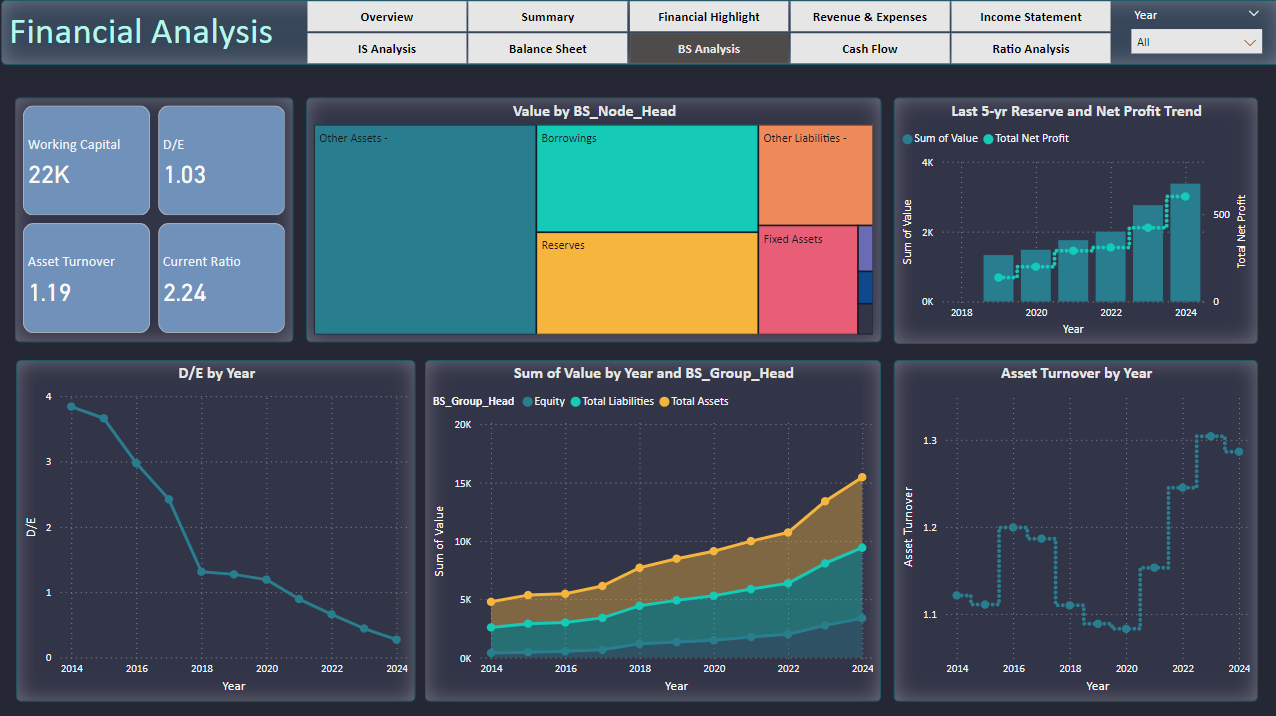 Financial Analysis
Overview
Summary
Financial Highlight
Revenue & Expenses
Income Statement
IS Analysis
Balance Sheet
BS Analysis
Cash Flow
Ratio Analysis
Year
All
Working Capital
22K
D/E
1.03
Asset Turnover
1.19
Current Ratio
2.24
Value by BS_Node_Head
Other Assets -
Borrowings
Reserves
Other Liabilities -
Fixed Assets
Last 5-yr Reserve and Net Profit Trend
Sum of Value Total Net Profit
4K
2K
0K
Sum of Value
500
0
Total Net Profit
2018 2020 2022 2024
Year
D/E by Year
4
3
2
1
0
D/E
2014 2016 2018 2020 2022 2024
Year
Sum of Value by Year and BS_Group_Head
BS_Group_Head Equity Total Liabilities Total Assets
20K
15K
10K
5K
0K
Sum of Value
2014 2016 2018 2020 2022 2024
Year
Asset Turnover by Year
1.3
1.2
1.1
Asset Turnover
2014 2016 2018 2020 2022 2024
Year